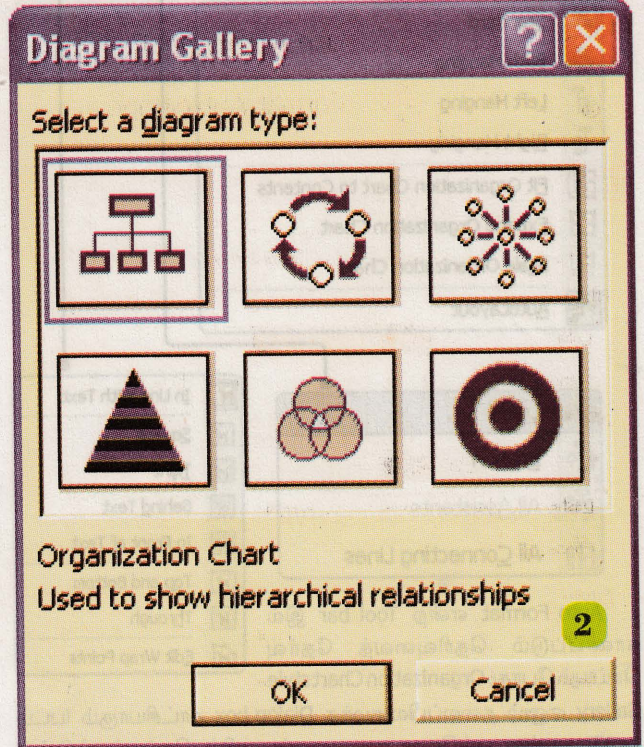 Diagram Gallery
Select a diagram type:
Organization Chart
Used to show hierarchical relationships
2
OK
Cancel